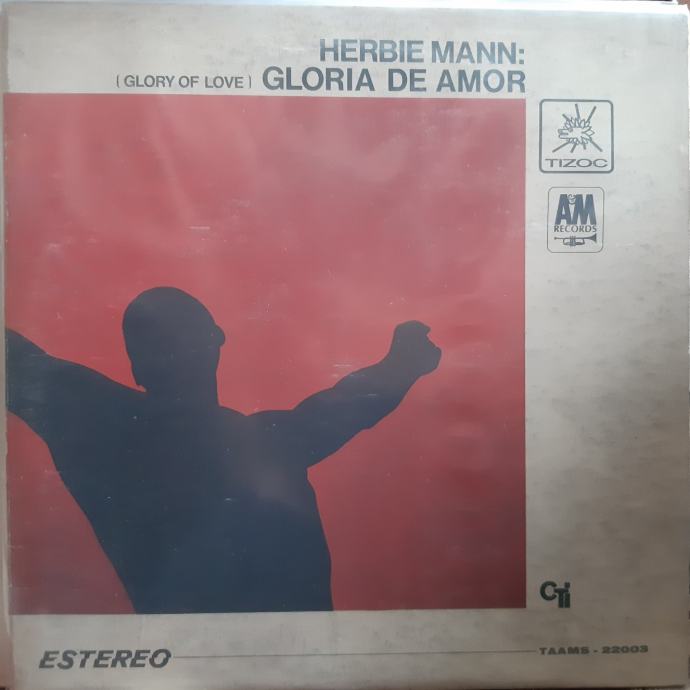 HERBIE MANN:
(GLORY OF LOVE) GLORIA DE AMOR
TIZOC
A&M
RECORDS
CTi
ESTEREO
TAAMS - 22003